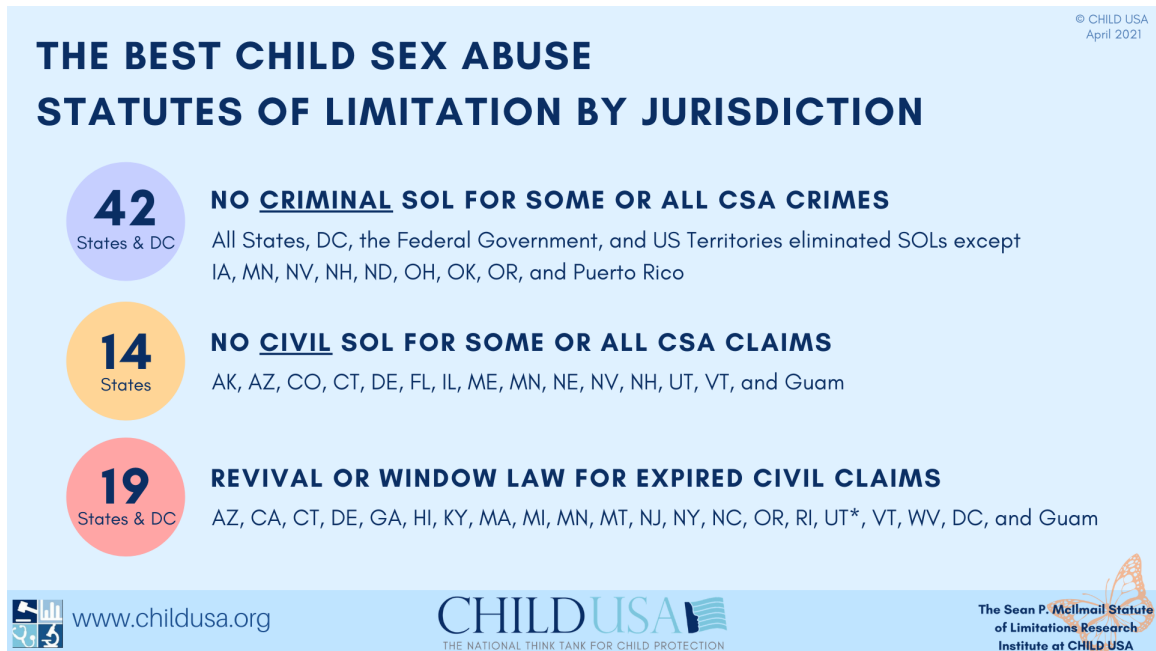 © CHILD USA
April 2021
THE BEST CHILD SEX ABUSE
STATUTES OF LIMITATION BY JURISDICTION
42
States & DC
NO CRIMINAL SOL FOR SOME OR ALL CSA CRIMES
All States, DC, the Federal Government, and US Territories eliminated SOLs except
IA, MN, NV, NH, ND, OH, OK, OR, and Puerto Rico
14
States
NO CIVIL SOL FOR SOME OR ALL CSA CLAIMS
AK, AZ, CO, CT, DE, FL, IL, ME, MN, NE, NV, NH, UT, VT, and Guam
19
States & DC
REVIVAL OR WINDOW LAW FOR EXPIRED CIVIL CLAIMS
AZ, CA, CT, DE, GA, HI, KY, MA, MI, MN, MT, NJ, NY, NC, OR, RI, UT*, VT, WV, DC, and Guam
www.childusa.org
CHILD USA
THE NATIONAL THINK TANK FOR CHILD PROTECTION
The Sean P. McIlmail Statute
of Limitations Research
Institute at CHILD USA